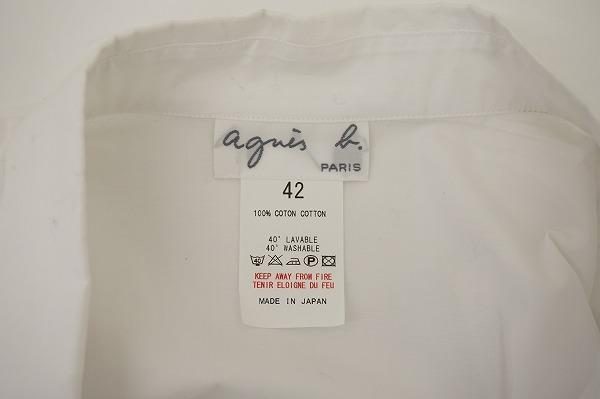 agnès b.
PARIS
42
100% COTON COTTON
40° LAVABLE
40° WASHABLE
40 P
KEEP AWAY FROM FIRE
TENIR ELOIGNE DU FEU
MADE IN JAPAN